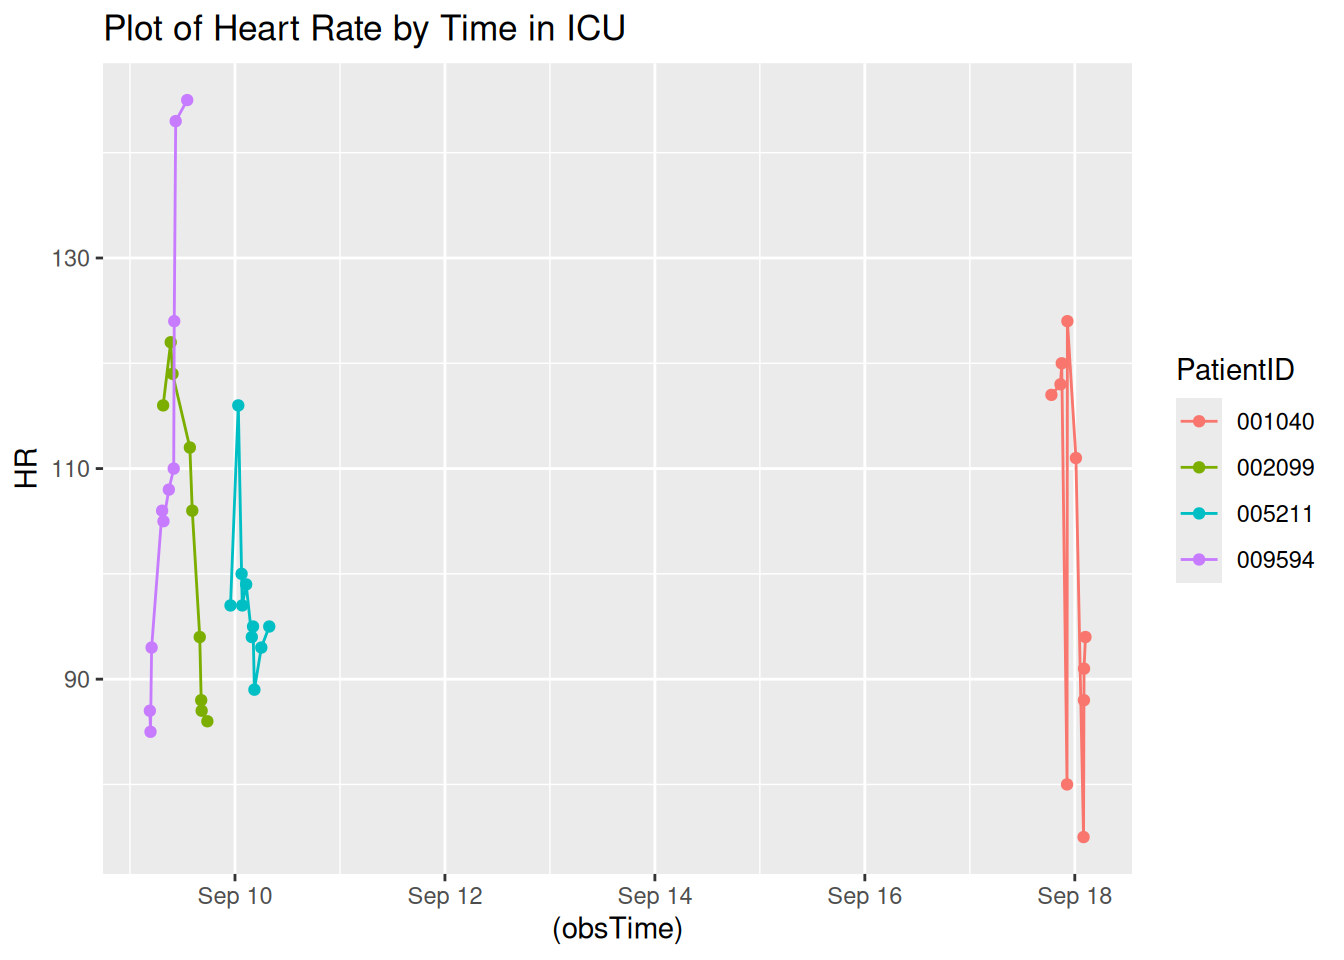 Plot of Heart Rate by Time in ICU
HR
130
110
90
Sep 10
Sep 12
Sep 14
Sep 16
Sep 18
(obsTime)
PatientID
001040
002099
005211
009594